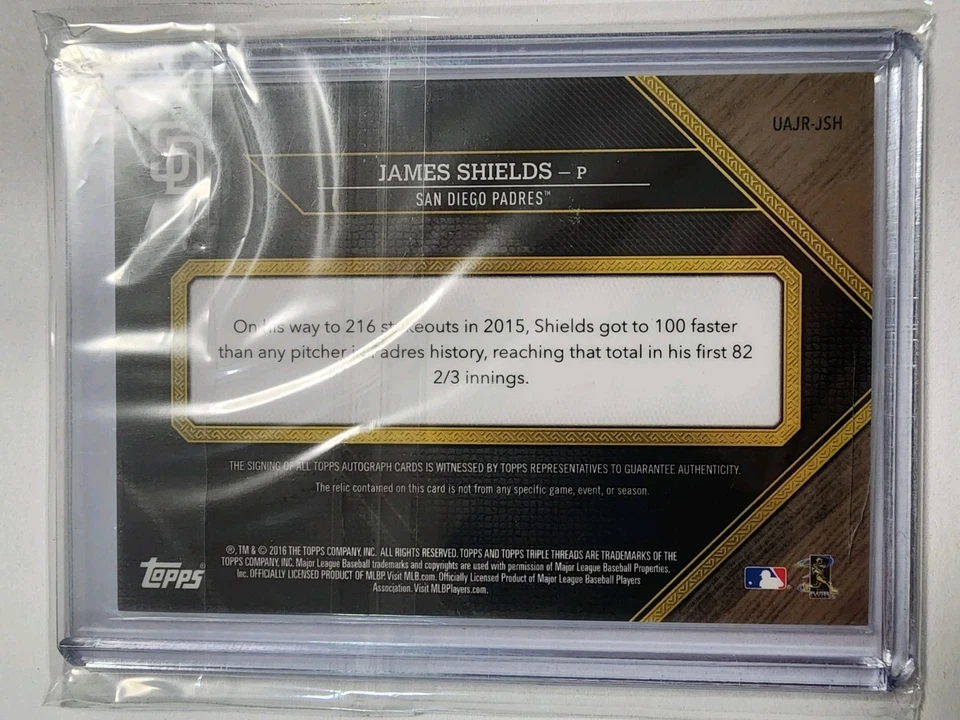 UAJR-JSH
SD
JAMES SHIELDS – P
SAN DIEGO PADRES™
On his way to 216 strikeouts in 2015, Shields got to 100 faster
than any pitcher in Padres history, reaching that total in his first 82
2/3 innings.
THE SIGNING OF ALL TOPPS AUTOGRAPH CARDS IS WITNESSED BY TOPPS REPRESENTATIVES TO GUARANTEE AUTHENTICITY.
The relic contained on this card is not from any specific game, event, or season.
®, TM & © 2016 THE TOPPS COMPANY, INC. ALL RIGHTS RESERVED. TOPPS AND TOPPS TRIPLE THREADS ARE TRADEMARKS OF THE
TOPPS COMPANY, INC. Major League Baseball trademarks and copyrights are used with permission of Major League Baseball Properties,
Inc. OFFICIALLY LICENSED PRODUCT OF MLBP. Visit MLB.com. Officially Licensed Product of Major League Baseball Players
Association. Visit MLBPlayers.com.
topps®